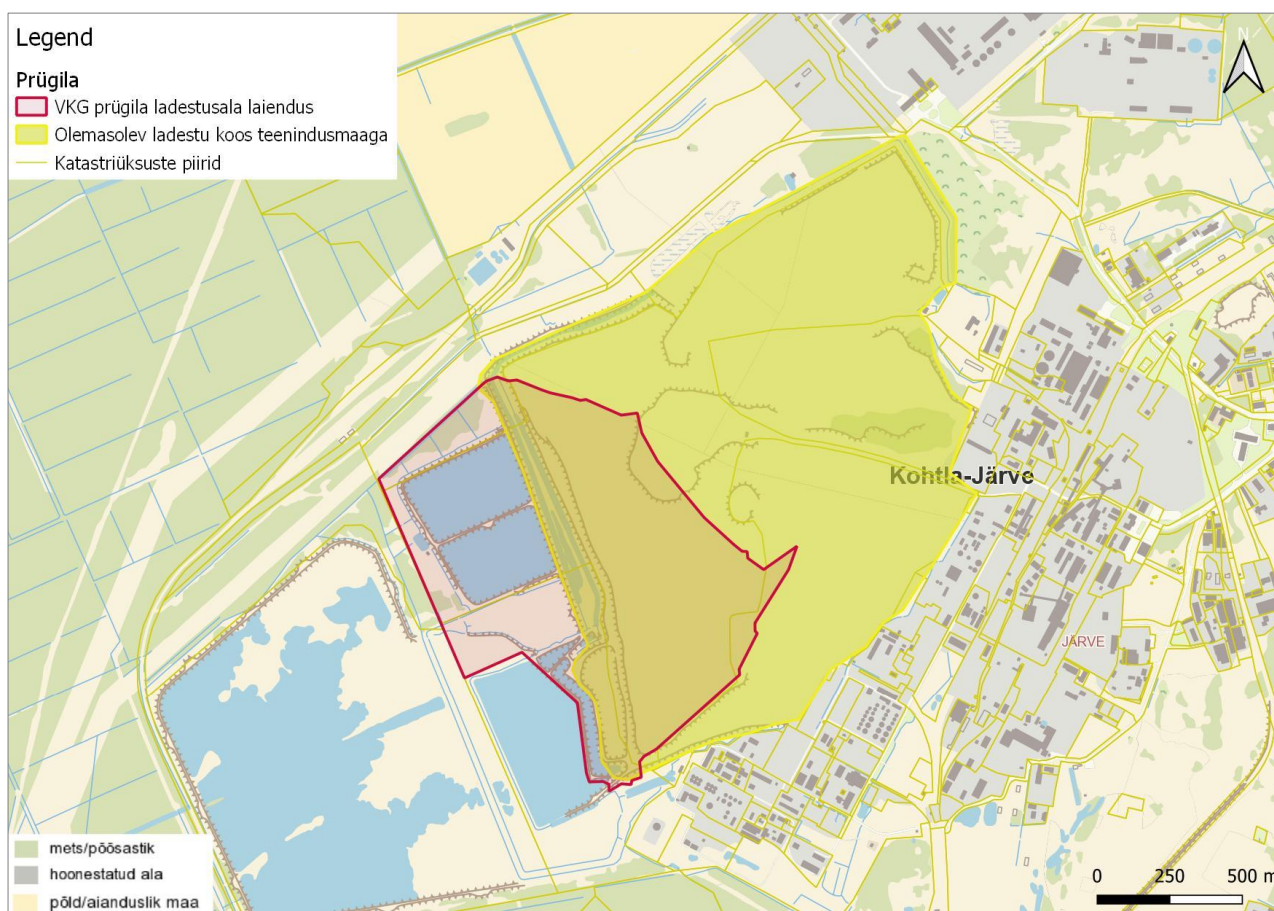 Legend
Prügila
VKG prügila ladestusala laiendus
Olemasolev ladestu koos teenindusmaaga
Katastriüksuste piirid
N
Kohtla-Järve
JÄRVE
mets/põõsastik
hoonestatud ala
põld/aianduslik maa
0 250 500 m